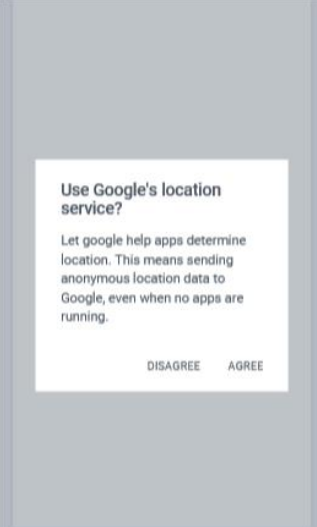 Use Google's location
service?
Let google help apps determine
location. This means sending
anonymous location data to
Google, even when no apps are
running.
DISAGREE AGREE